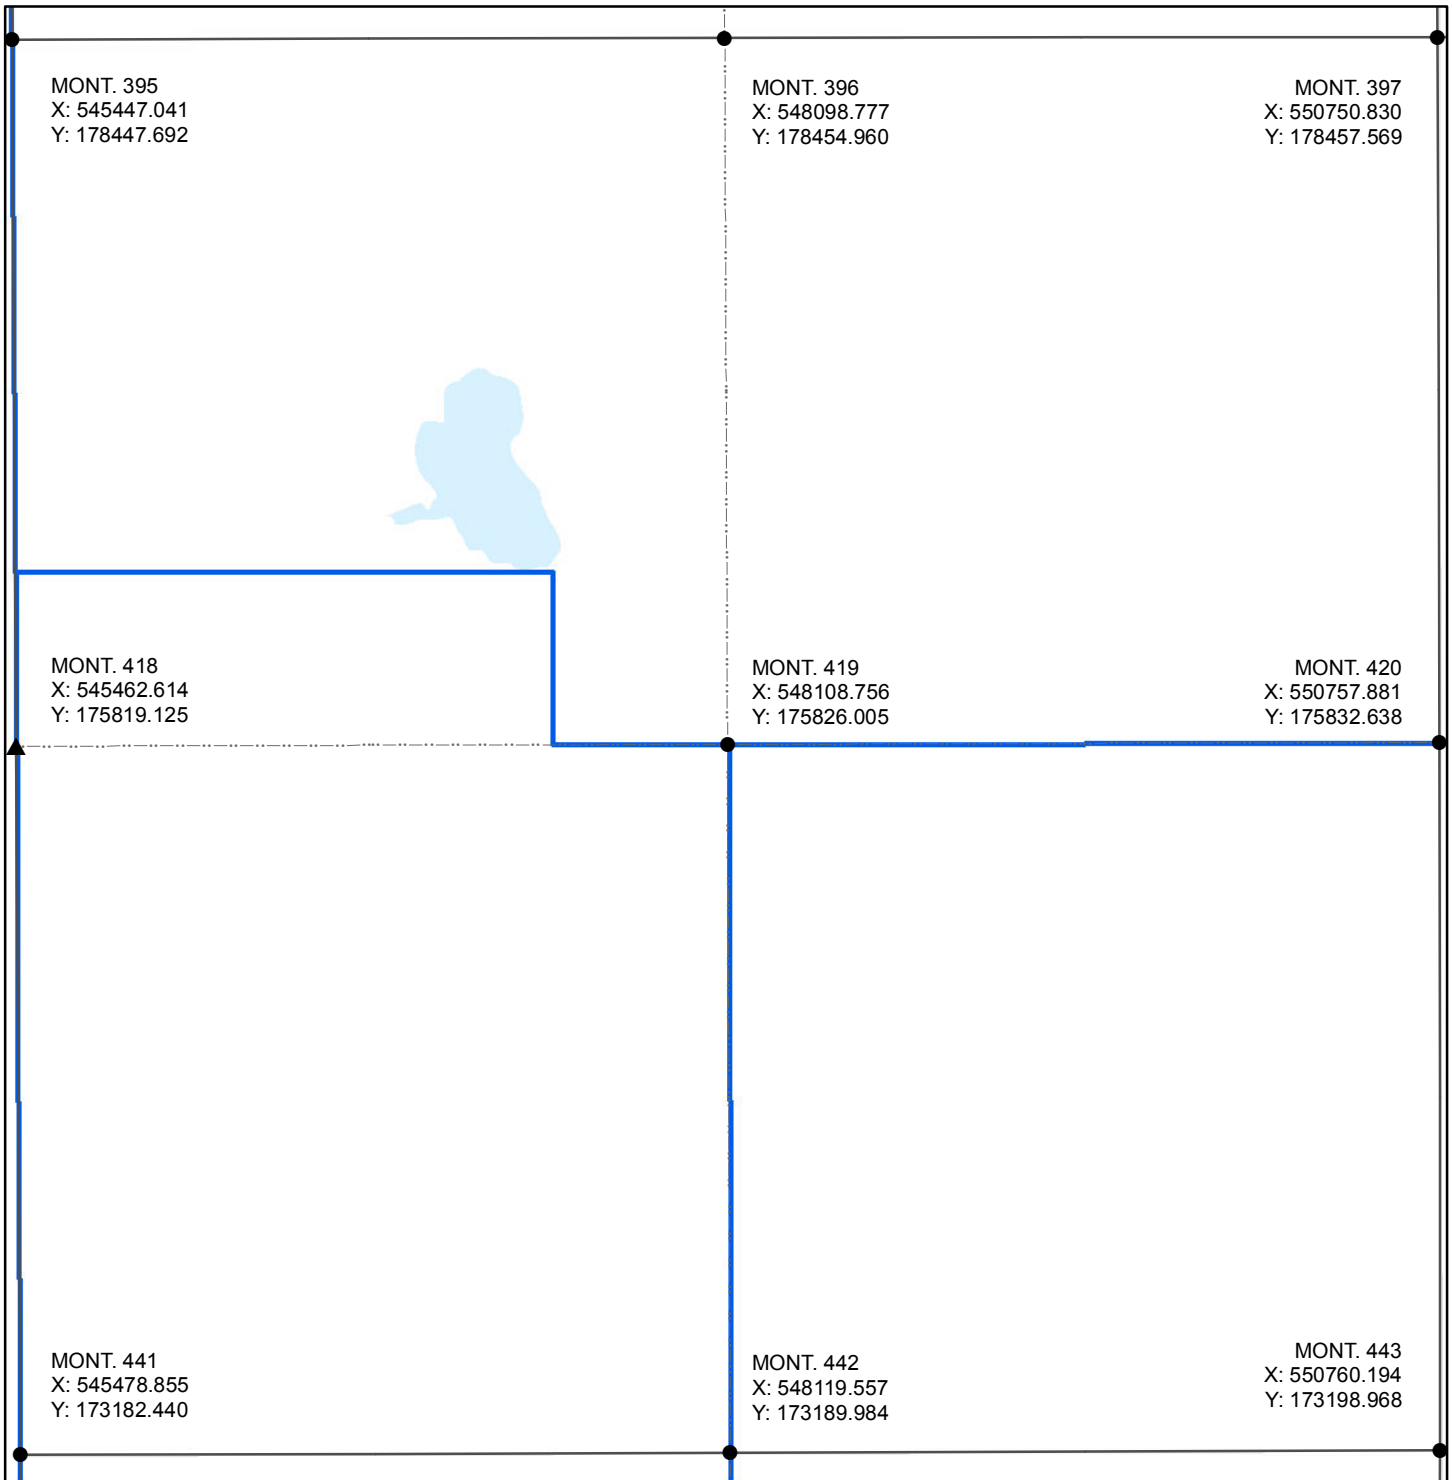 MONT. 395
X: 545447.041
Y: 178447.692
MONT. 396
X: 548098.777
Y: 178454.960
MONT. 397
X: 550750.830
Y: 178457.569
MONT. 418
X: 545462.614
Y: 175819.125
MONT. 419
X: 548108.756
Y: 175826.005
MONT. 420
X: 550757.881
Y: 175832.638
MONT. 441
X: 545478.855
Y: 173182.440
MONT. 442
X: 548119.557
Y: 173189.984
MONT. 443
X: 550760.194
Y: 173198.968